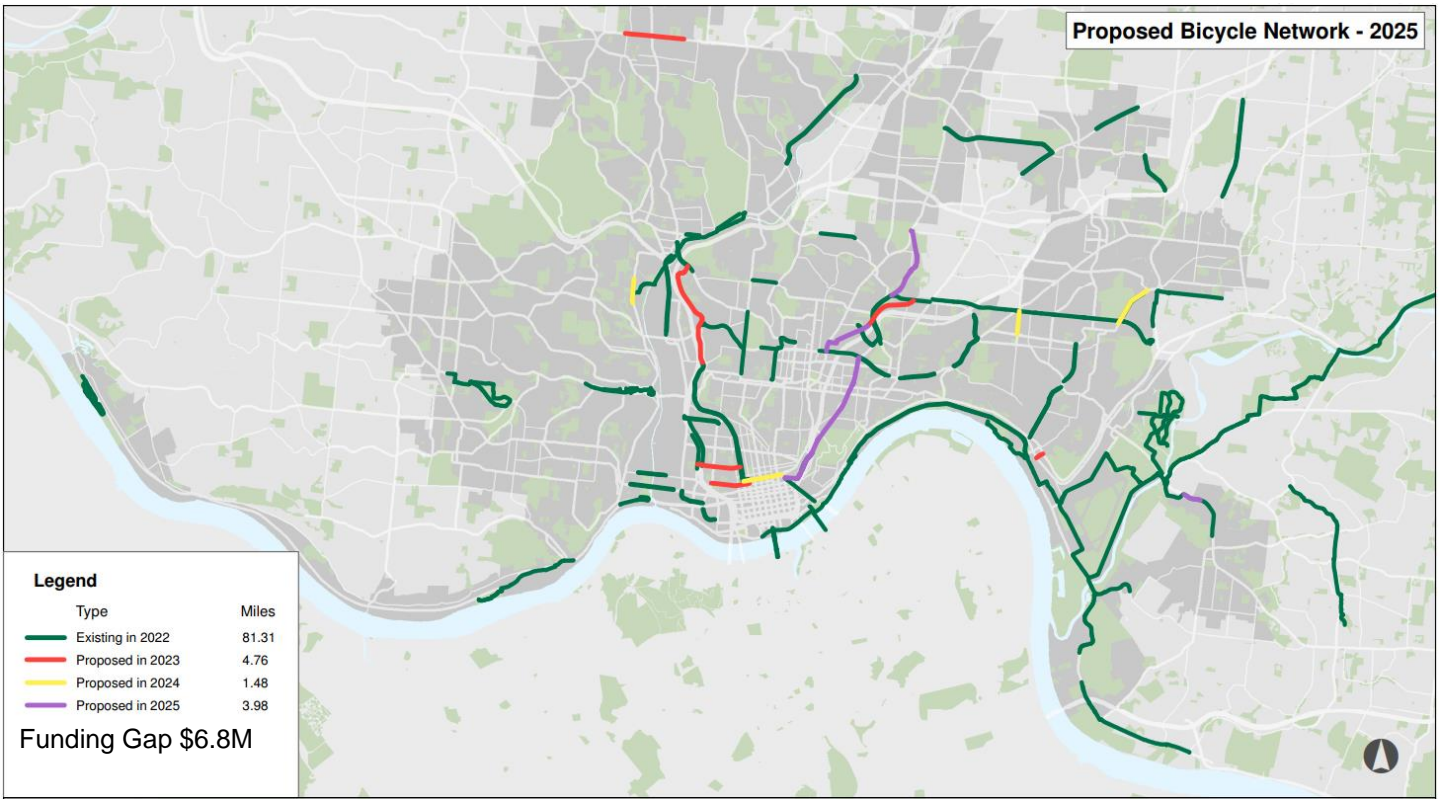 Proposed Bicycle Network - 2025
Legend
Type Miles
Existing in 2022 81.31
Proposed in 2023 4.76
Proposed in 2024 1.48
Proposed in 2025 3.98
Funding Gap $6.8M